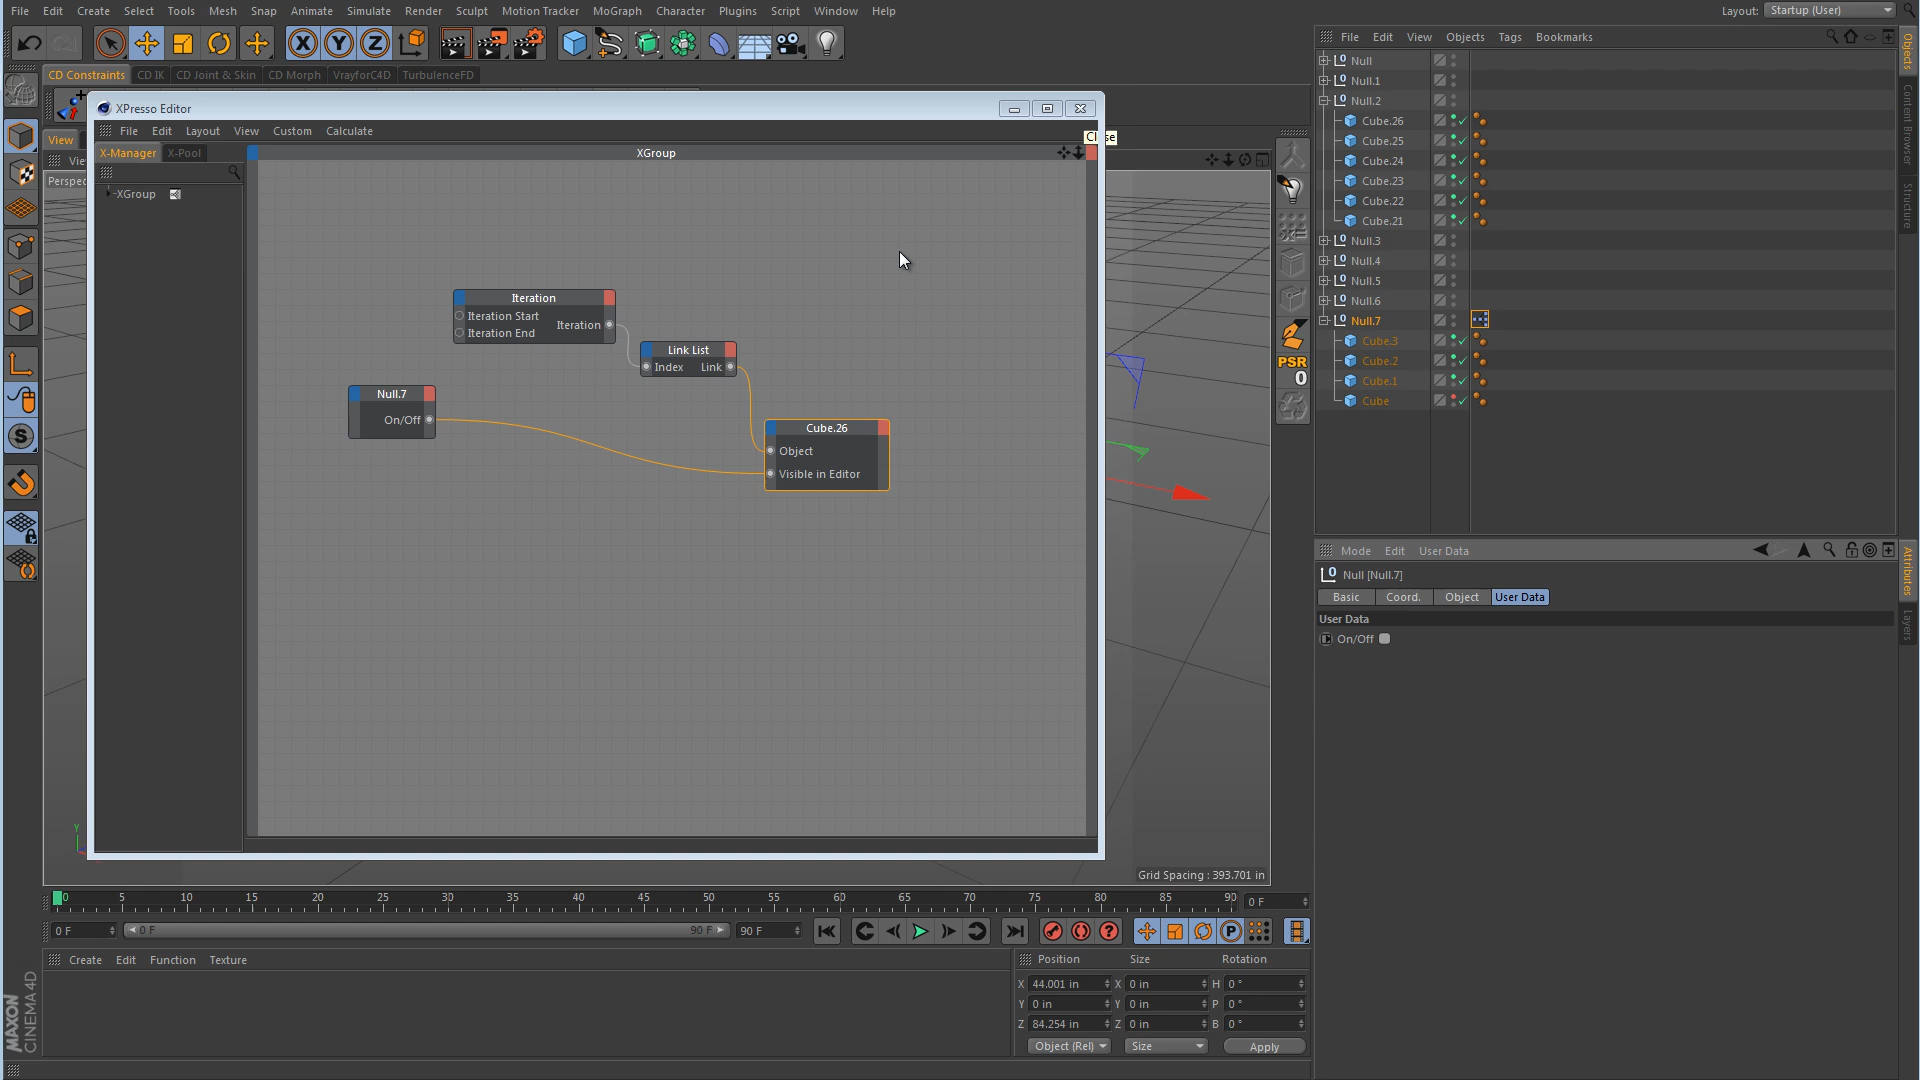 File Edit Create Select Tools Mesh Snap Animate Simulate Render Sculpt Motion Tracker MoGraph Character Plugins Script Window Help Layout: Startup (User)
CD Constraints CD IK CD Joint & Skin CD Morph VrayforC4D TurbulenceFD
XPresso Editor
File Edit Layout View Custom Calculate
Cl se
View Vie
X-Manager X-Pool XGroup
Perspec
XGroup
Iteration
Iteration Start
Iteration
Iteration End
Link List
Index Link
Null.7
On/Off
Cube.26
Object
Visible in Editor
Y
PSR
0
Grid Spacing : 393.701 in
File Edit View Objects Tags Bookmarks
Null
Null.1
Null.2
Cube.26
Cube.25
Cube.24
Cube.23
Cube.22
Cube.21
Null.3
Null.4
Null.5
Null.6
Null.7
Cube.3
Cube.2
Cube.1
Cube
Objects
Content Browser
Structure
Mode Edit User Data
Null [Null.7]
Basic Coord. Object User Data
User Data
On/Off
Attributes
Layers
0 5 10 15 20 25 30 35 40 45 50 55 60 65 70 75 80 85 90 0 F
0 F 0 F 90 F 90 F
Create Edit Function Texture
Position Size Rotation
X 44.001 in X 0 in H 0 °
Y 0 in Y 0 in P 0 °
Z 84.254 in Z 0 in B 0 °
Object (Rel) Size Apply
MAXON
CINEMA 4D